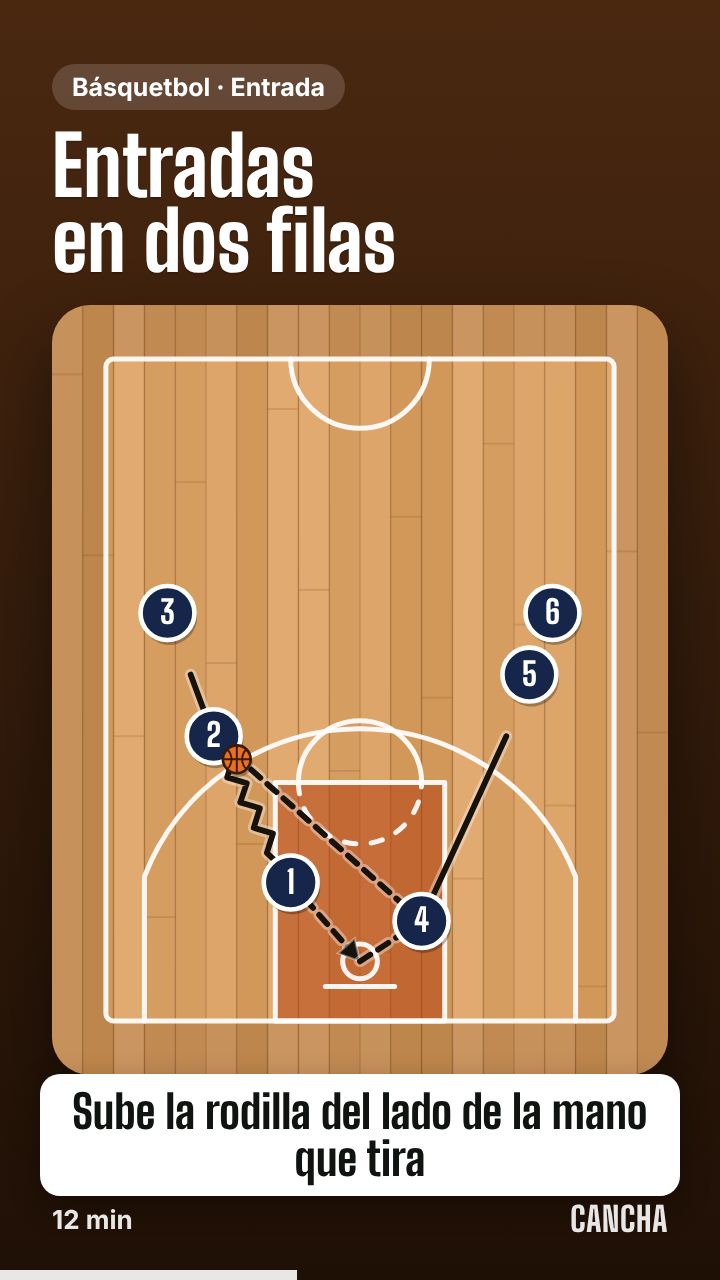 Básquetbol · Entrada
Entradas
en dos filas
3
6
5
2
1
4
Sube la rodilla del lado de la mano
que tira
12 min
CANCHA